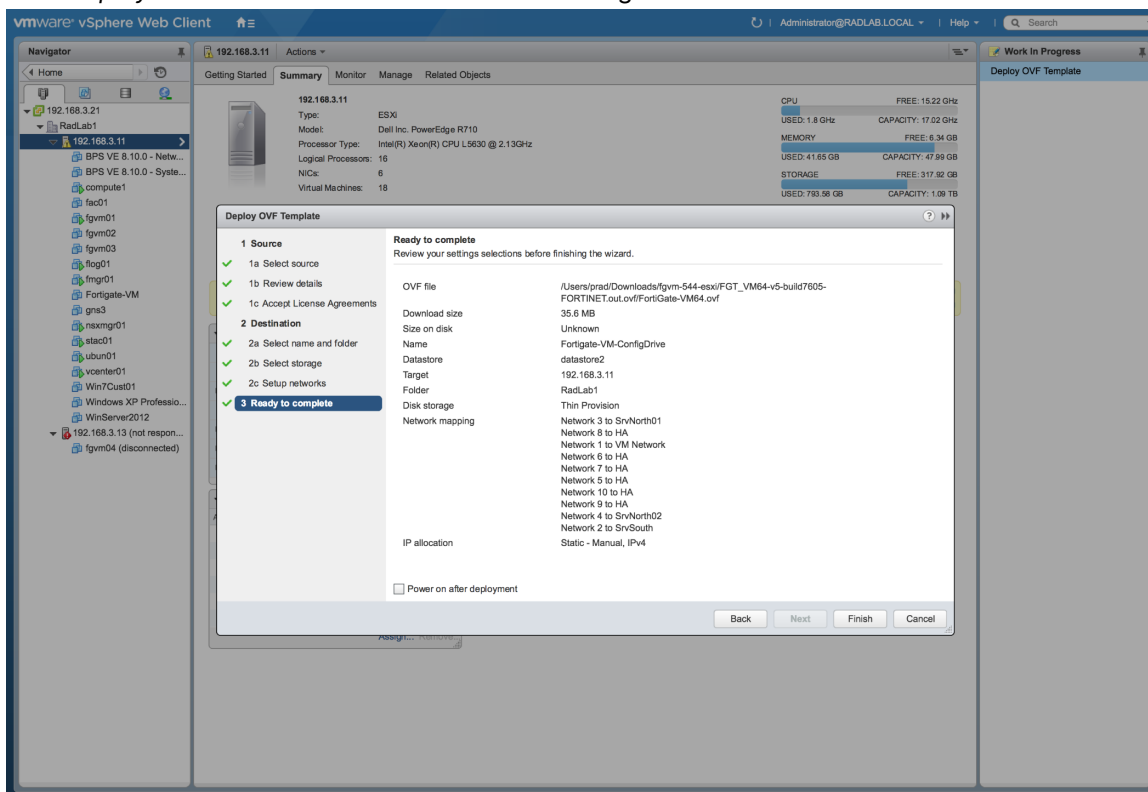 vmware® vSphere Web Client
Administrator@RADLAB.LOCAL
Help
Search
Navigator
Home
192.168.3.21
RadLab1
192.168.3.11
BPS VE 8.10.0 - Netw...
BPS VE 8.10.0 - Syste...
compute1
fac01
fgvm01
fgvm02
fgvm03
flog01
fmgr01
Fortigate-VM
gns3
nsxmgr01
stac01
ubun01
vcenter01
Win7Cust01
Windows XP Professio...
WinServer2012
192.168.3.13 (not respon...
fgvm04 (disconnected)
192.168.3.11 Actions
Getting Started Summary Monitor Manage Related Objects
192.168.3.11
Type: ESXi
Model: Dell Inc. PowerEdge R710
Processor Type: Intel(R) Xeon(R) CPU L5630 @ 2.13GHz
Logical Processors: 16
NICs: 6
Virtual Machines: 18
CPU FREE: 15.22 GHz
USED: 1.8 GHz CAPACITY: 17.02 GHz
MEMORY FREE: 6.34 GB
USED: 41.65 GB CAPACITY: 47.99 GB
STORAGE FREE: 317.92 GB
USED: 793.58 GB CAPACITY: 1.09 TB
Work In Progress
Deploy OVF Template
Deploy OVF Template
1 Source
1a Select source
1b Review details
1c Accept License Agreements
2 Destination
2a Select name and folder
2b Select storage
2c Setup networks
3 Ready to complete
Ready to complete
Review your settings selections before finishing the wizard.
OVF file /Users/prad/Downloads/fgvm-544-esxi/FGT_VM64-v5-build7605-
FORTINET.out.ovf/FortiGate-VM64.ovf
Download size 35.6 MB
Size on disk Unknown
Name Fortigate-VM-ConfigDrive
Datastore datastore2
Target 192.168.3.11
Folder RadLab1
Disk storage Thin Provision
Network mapping Network 3 to SrvNorth01
Network 8 to HA
Network 1 to VM Network
Network 6 to HA
Network 7 to HA
Network 5 to HA
Network 10 to HA
Network 9 to HA
Network 4 to SrvNorth02
Network 2 to SrvSouth
IP allocation Static - Manual, IPv4
Power on after deployment
Back Next Finish Cancel